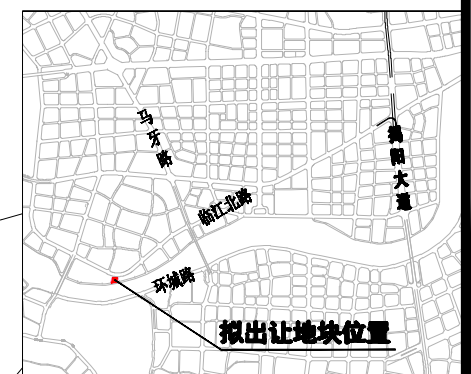 马牙路
揭阳大道
临江北路
环城路
拟出让地块位置